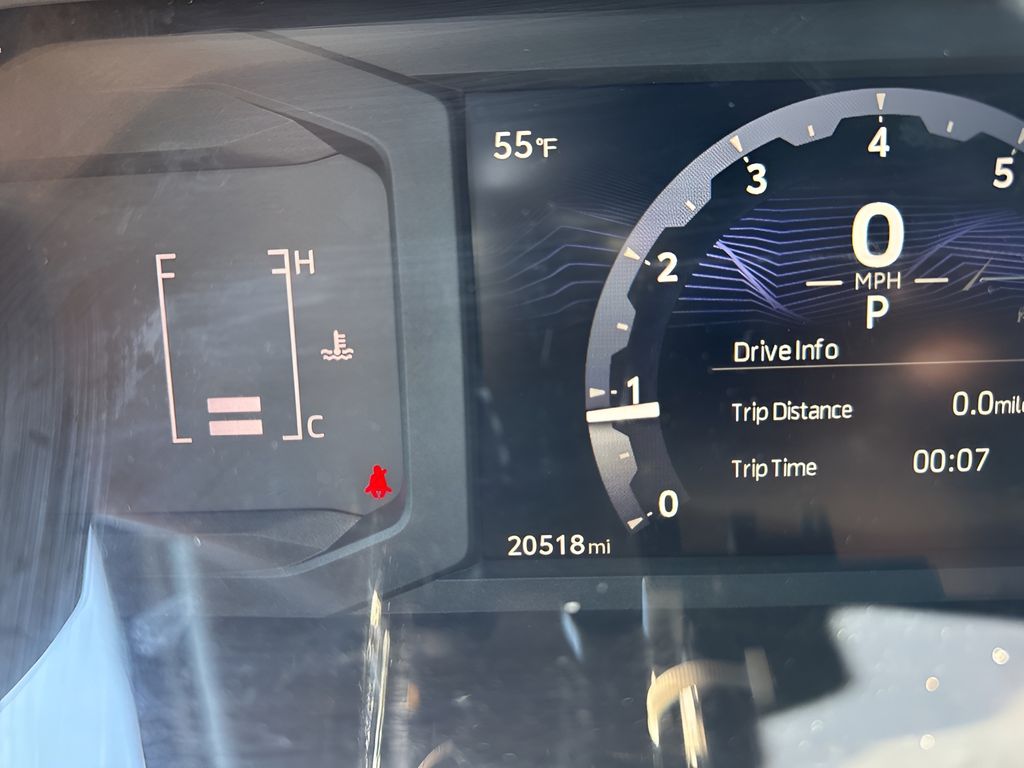 F
H
C
55°F
0
1
2
3
4
5
0
MPH
P
Drive Info
Trip Distance 0.0
Trip Time 00:07
20518 mi